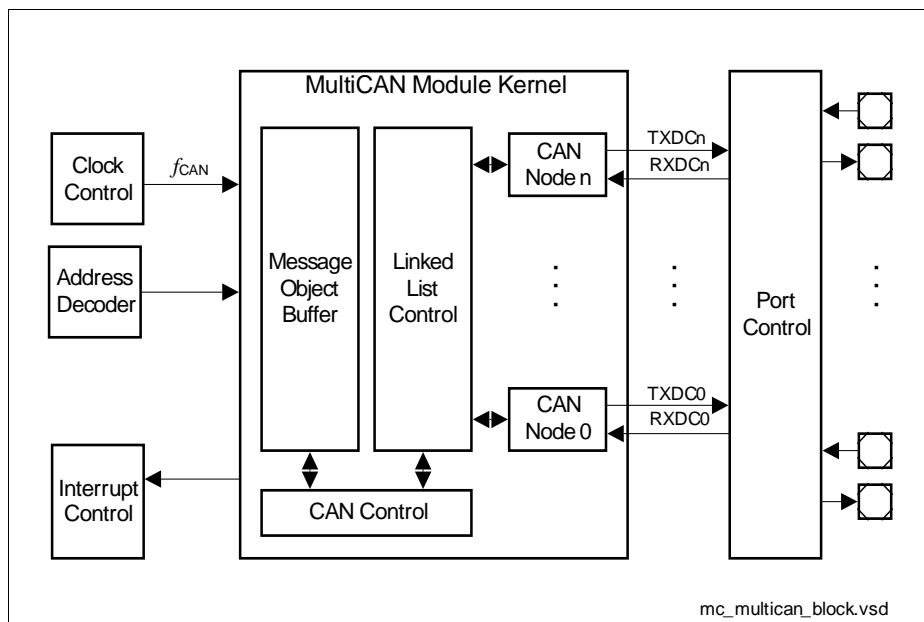 MultiCAN Module Kernel
Clock
Control
fCAN
Address
Decoder
Interrupt
Control
Message
Object
Buffer
Linked
List
Control
CAN Control
CAN
Node n
TXDCn
RXDCn
CAN
Node 0
TXDC0
RXDC0
Port
Control
mc_multican_block.vsd